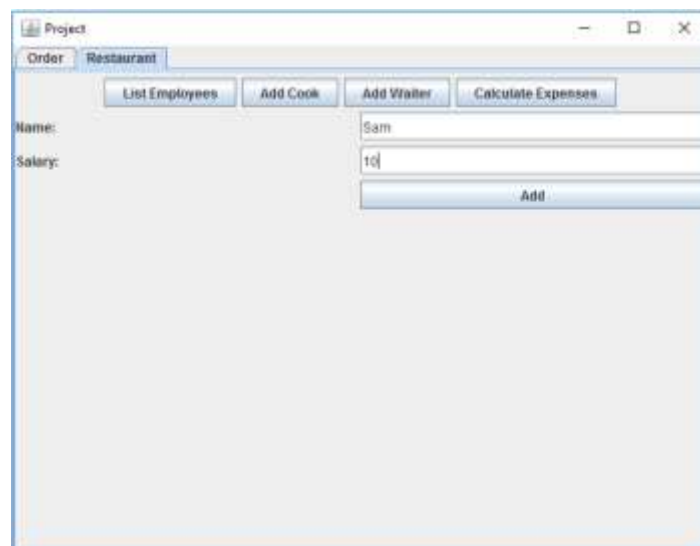 Project
Order Restaurant
List Employees Add Cook Add Waiter Calculate Expenses
Name: Sam
Salary: 10
Add